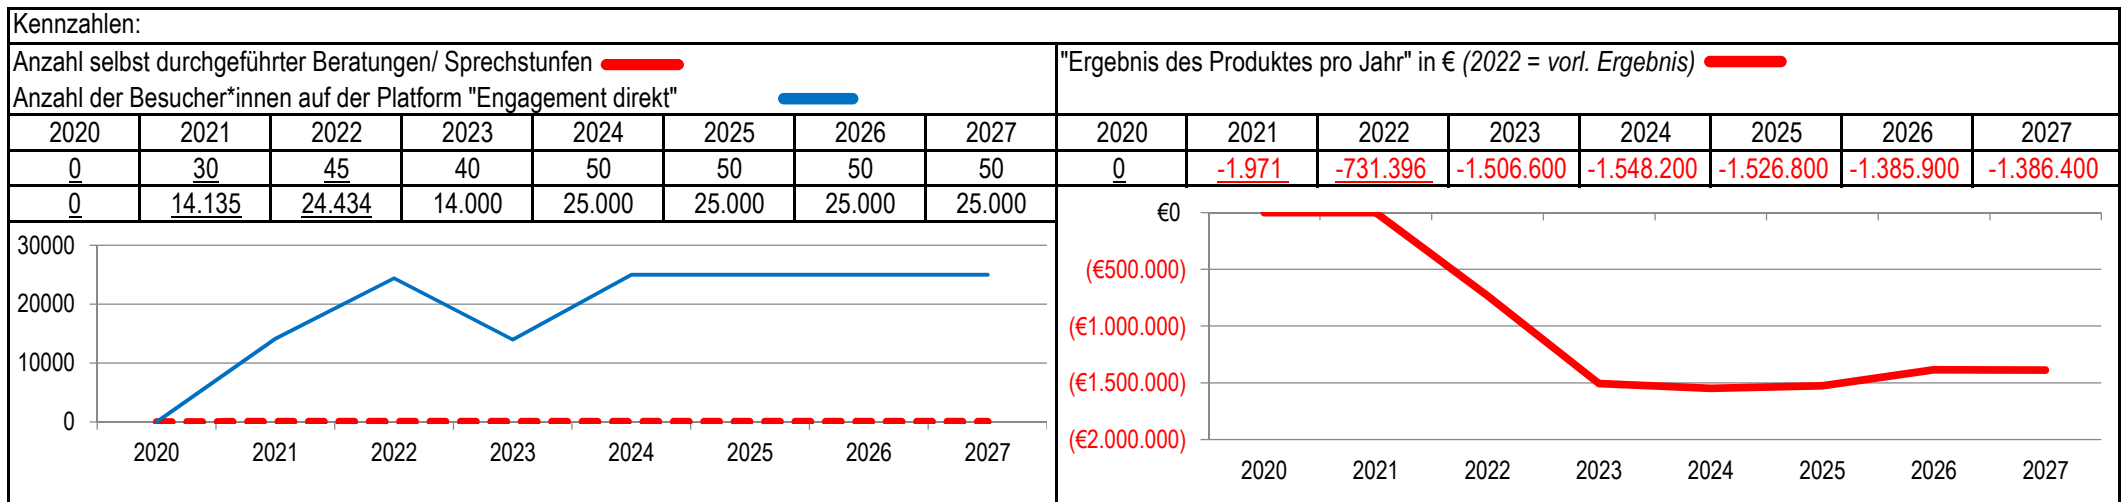 Kennzahlen:
Anzahl selbst durchgeführter Beratungen/ Sprechstunfen
Anzahl der Besucher*innen auf der Platform "Engagement direkt"
"Ergebnis des Produktes pro Jahr" in € (2022 = vorl. Ergebnis)
2020 2021 2022 2023 2024 2025 2026 2027
0 30 45 40 50 50 50 50
0 14.135 24.434 14.000 25.000 25.000 25.000 25.000
2020 2021 2022 2023 2024 2025 2026 2027
0 -1.971 -731.396 -1.506.600 -1.548.200 -1.526.800 -1.385.900 -1.386.400
30000
20000
10000
0
2020 2021 2022 2023 2024 2025 2026 2027
€0
(€500.000)
(€1.000.000)
(€1.500.000)
(€2.000.000)
2020 2021 2022 2023 2024 2025 2026 2027